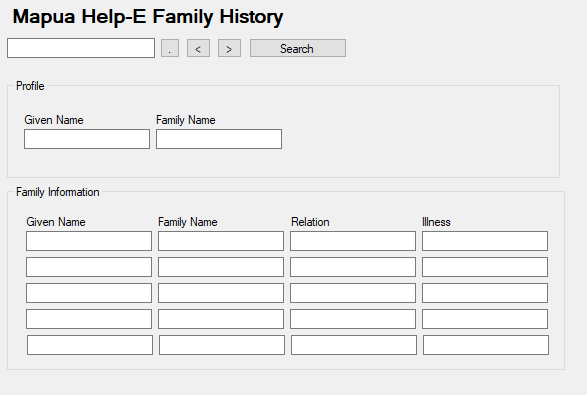 Mapua Help-E Family History
. < > Search
Profile
Given Name Family Name
Family Information
Given Name Family Name Relation Illness